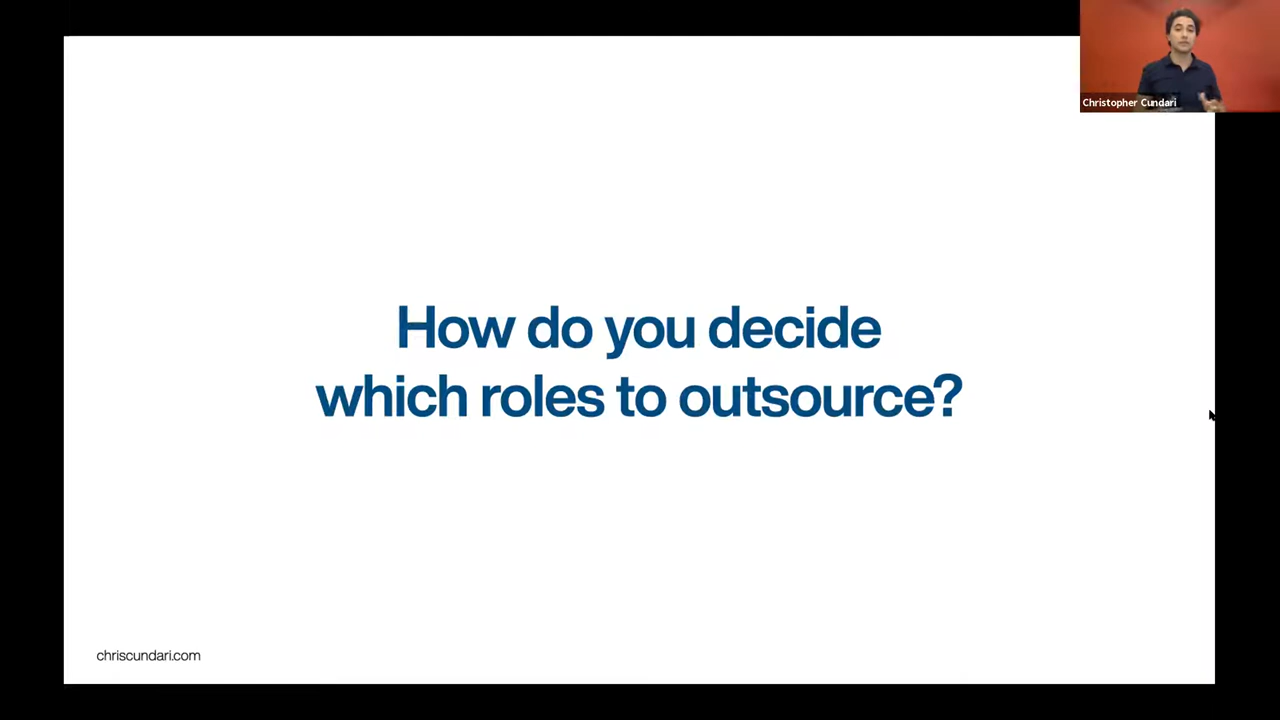 Christopher Cundari
How do you decide
which roles to outsource?
chriscundari.com